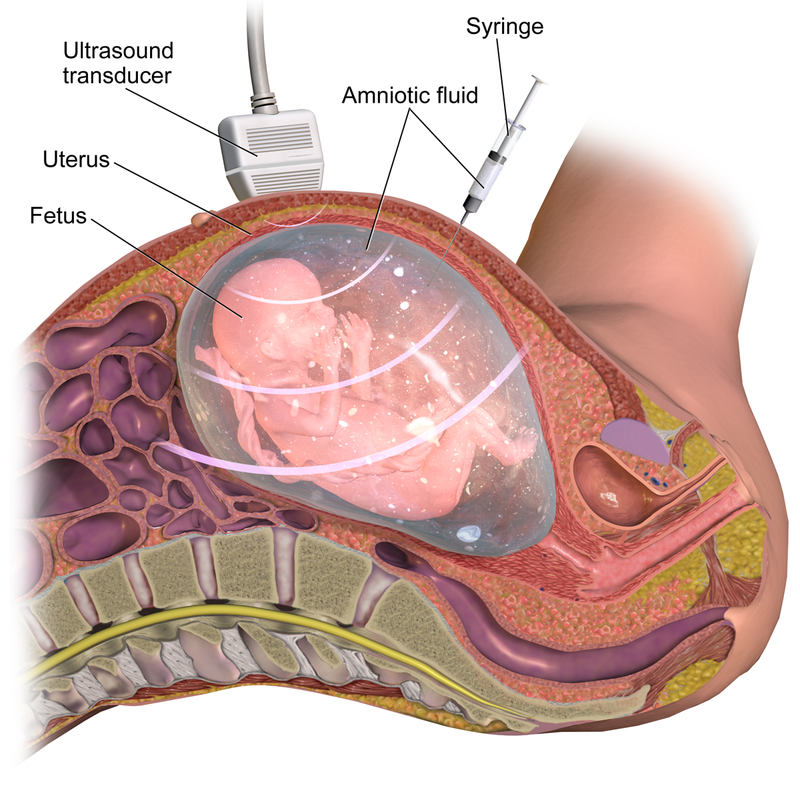 Syringe
Ultrasound
transducer
Amniotic fluid
Uterus
Fetus